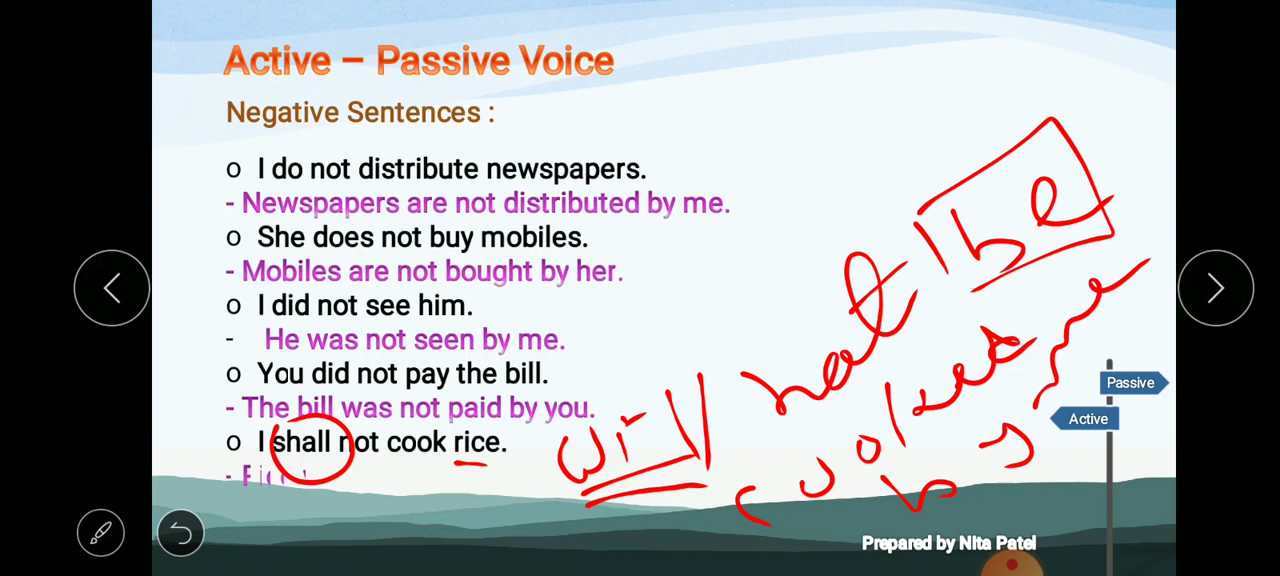 Active – Passive Voice
Negative Sentences :
o I do not distribute newspapers.
- Newspapers are not distributed by me.
o She does not buy mobiles.
- Mobiles are not bought by her.
o I did not see him.
- He was not seen by me.
o You did not pay the bill.
- The bill was not paid by you.
o I shall not cook rice.
will not be
by me
Passive
Active
Prepared by Nita Patel